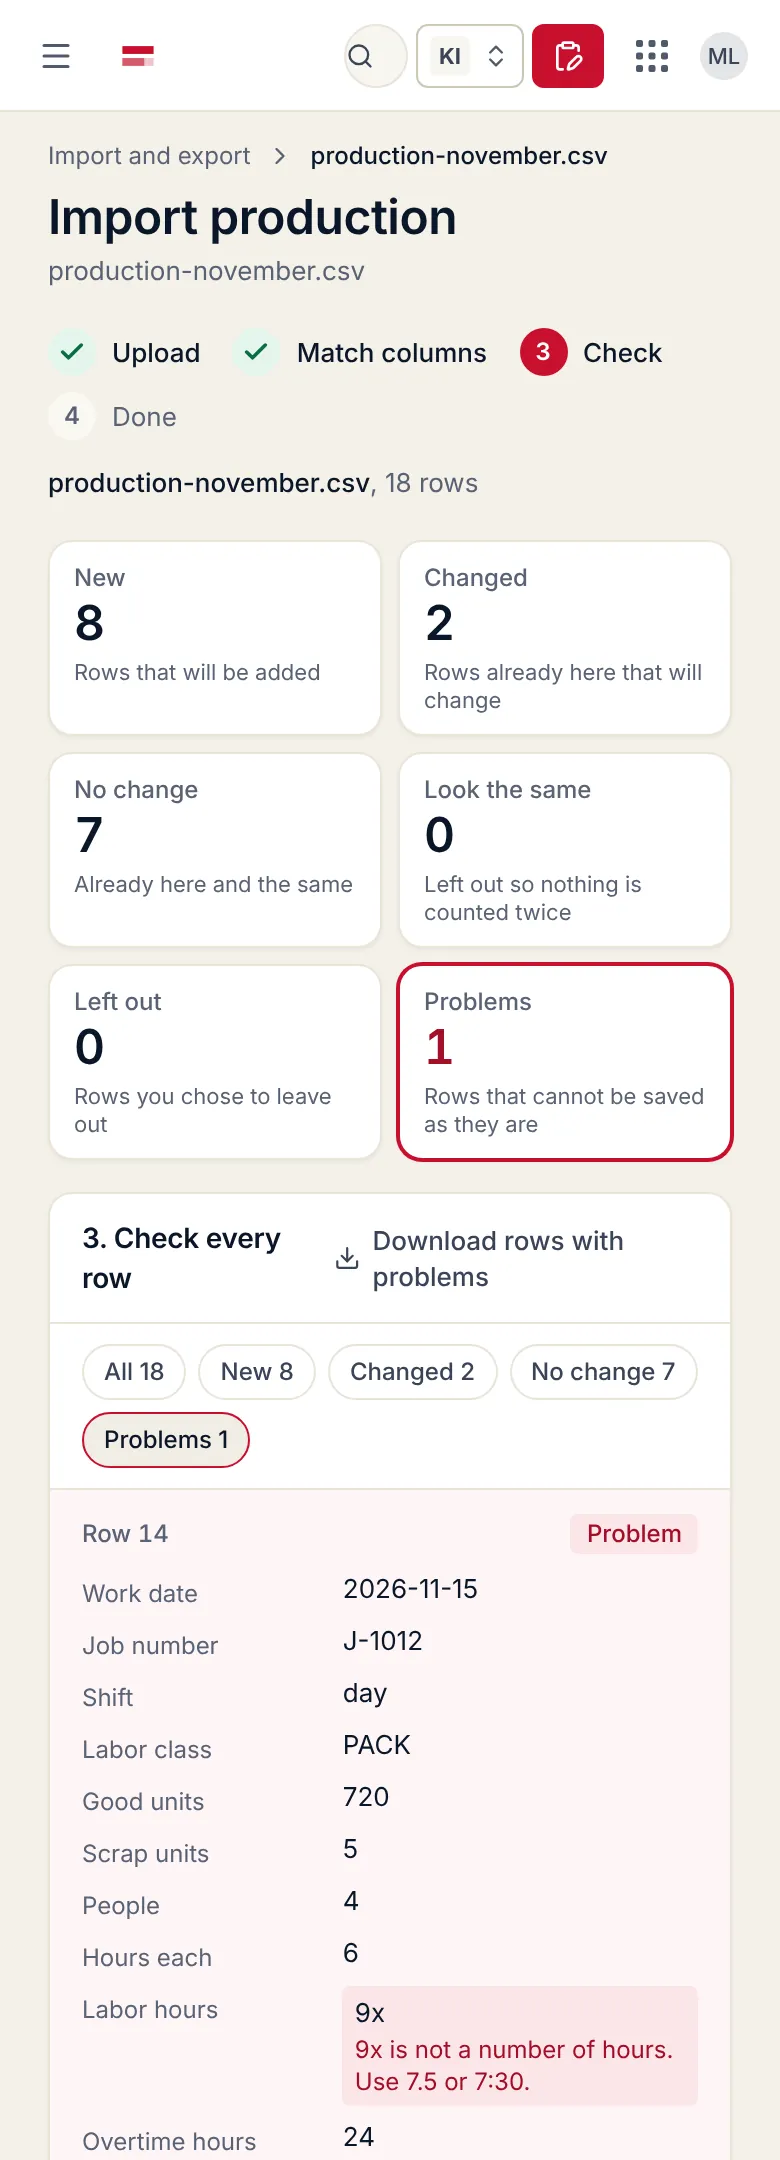 KI
ML
Import and export > production-november.csv
Import production
production-november.csv
Upload
Match columns
3 Check
4 Done
production-november.csv, 18 rows
New
8
Rows that will be added
Changed
2
Rows already here that will
change
No change
7
Already here and the same
Look the same
0
Left out so nothing is
counted twice
Left out
0
Rows you chose to leave
out
Problems
1
Rows that cannot be saved
as they are
3. Check every
row
Download rows with
problems
All 18
New 8
Changed 2
No change 7
Problems 1
Row 14
Problem
Work date 2026-11-15
Job number J-1012
Shift day
Labor class PACK
Good units 720
Scrap units 5
People 4
Hours each 6
Labor hours 9x
9x is not a number of hours.
Use 7.5 or 7:30.
Overtime hours 24